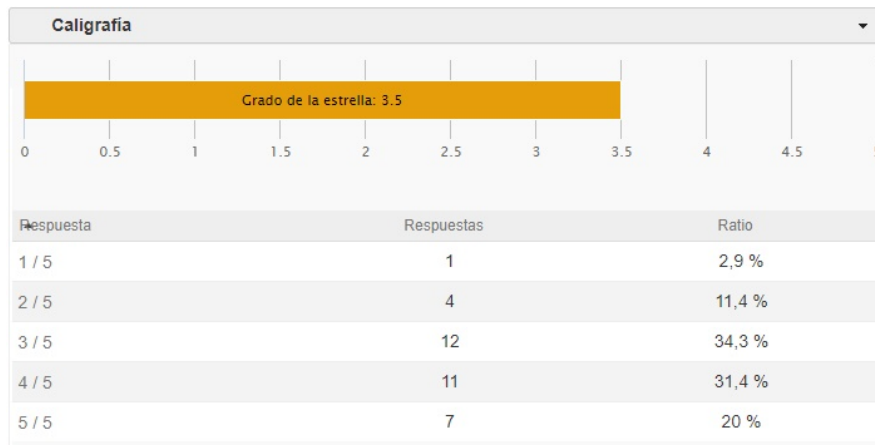 Caligrafía
Grado de la estrella: 3.5
0 0.5 1 1.5 2 2.5 3 3.5 4 4.5
Respuesta Respuestas Ratio
1 / 5 1 2,9 %
2 / 5 4 11,4 %
3 / 5 12 34,3 %
4 / 5 11 31,4 %
5 / 5 7 20 %